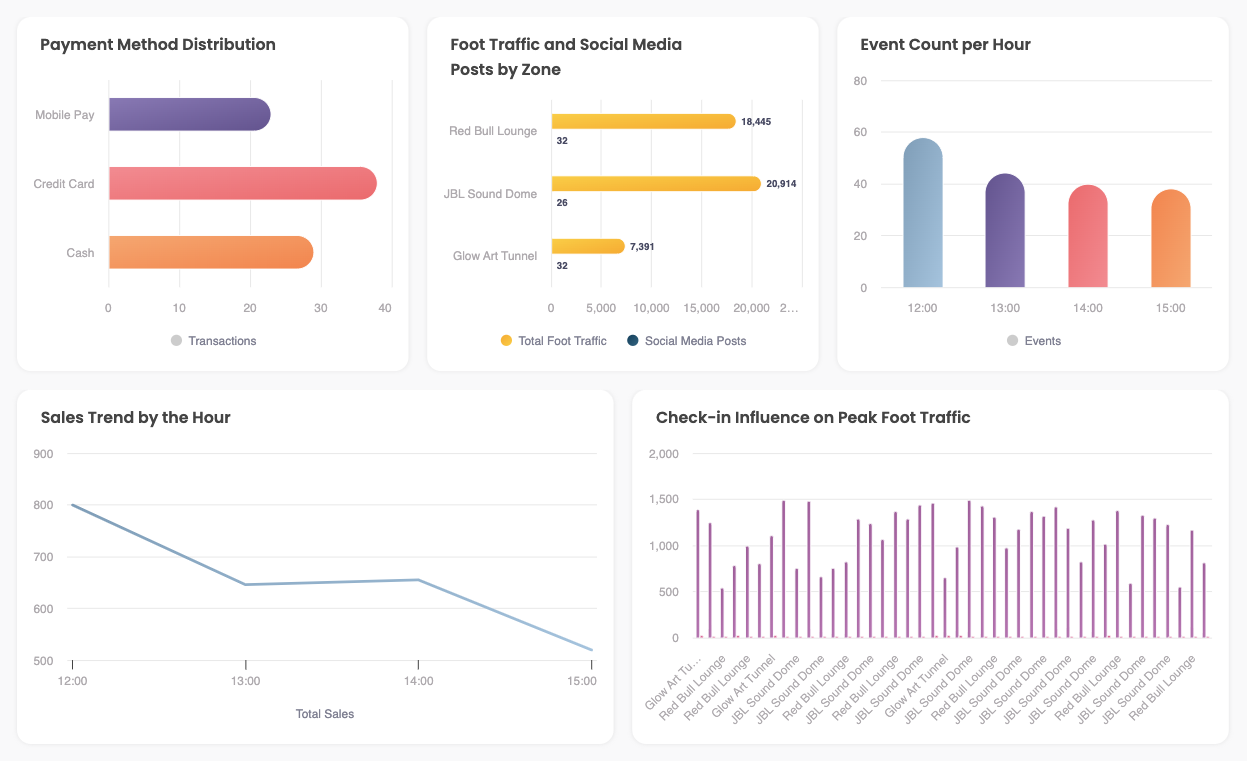 Payment Method Distribution
Mobile Pay
Credit Card
Cash
0 10 20 30 40
Transactions
Foot Traffic and Social Media
Posts by Zone
Red Bull Lounge
18,445
32
JBL Sound Dome
20,914
26
Glow Art Tunnel
7,391
32
0 5,000 10,000 15,000 20,000 2...
Total Foot Traffic Social Media Posts
Event Count per Hour
80
60
40
20
0
12:00 13:00 14:00 15:00
Events
Sales Trend by the Hour
900
800
700
600
500
12:00 13:00 14:00 15:00
Total Sales
Check-in Influence on Peak Foot Traffic
2,000
1,500
1,000
500
0
Glow Art Tu...
Red Bull Lounge
Red Bull Lounge
Glow Art Tunnel
JBL Sound Dome
JBL Sound Dome
Red Bull Lounge
JBL Sound Dome
Red Bull Lounge
JBL Sound Dome
Glow Art Tunnel
JBL Sound Dome
Red Bull Lounge
JBL Sound Dome
JBL Sound Dome
JBL Sound Dome
JBL Sound Dome
Red Bull Lounge
JBL Sound Dome
JBL Sound Dome
Red Bull Lounge